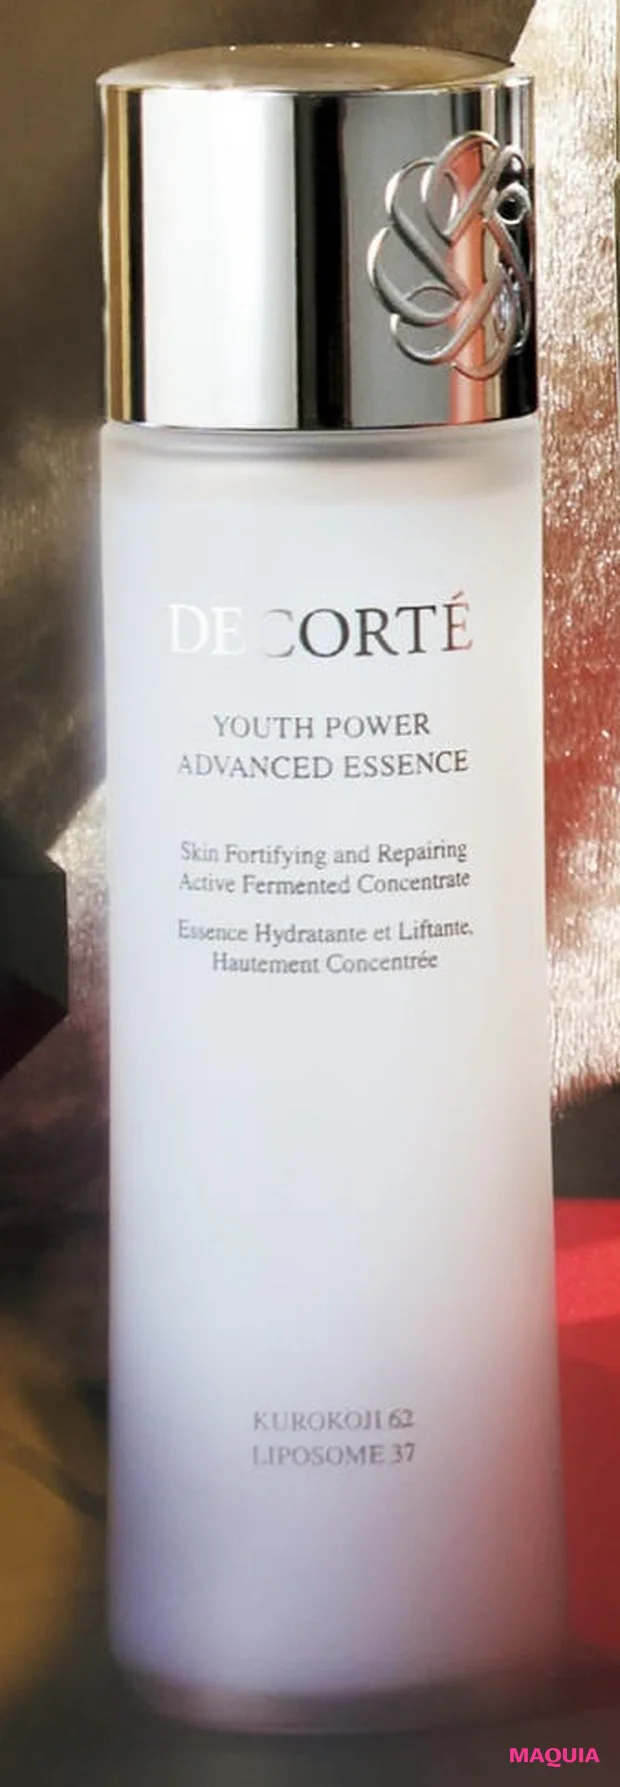 DECORTÉ
YOUTH POWER
ADVANCED ESSENCE
Skin Fortifying and Repairing
Active Fermented Concentrate
Essence Hydratante et Liftante,
Hautement Concentrée
KUROKOJI 62
LIPOSOME 37
MAQUIA